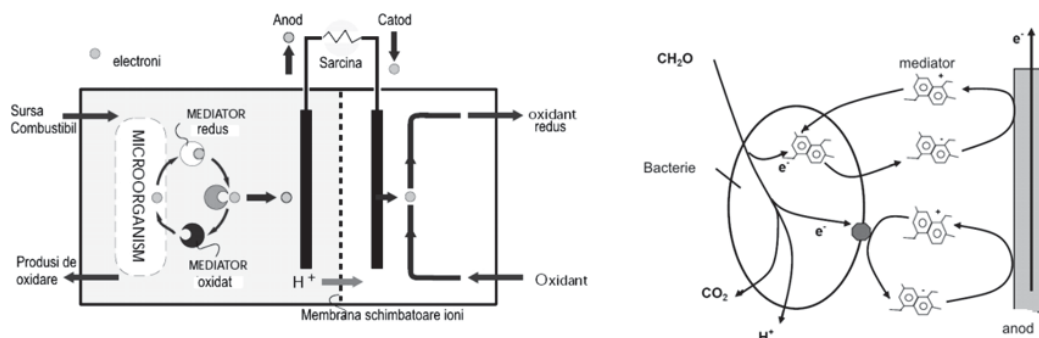 Anod
Catod
electroni
Sarcina
Sursa
Combustibil
MEDIATOR
redus
oxidant
redus
MICROORGANISM
Produsi de
oxidare
MEDIATOR
oxidat
H+
Oxidant
Membrana schimbatoare ioni
e-
CH2O
mediator
+
Bacterie
e-
e-
+
CO2
H+
anod